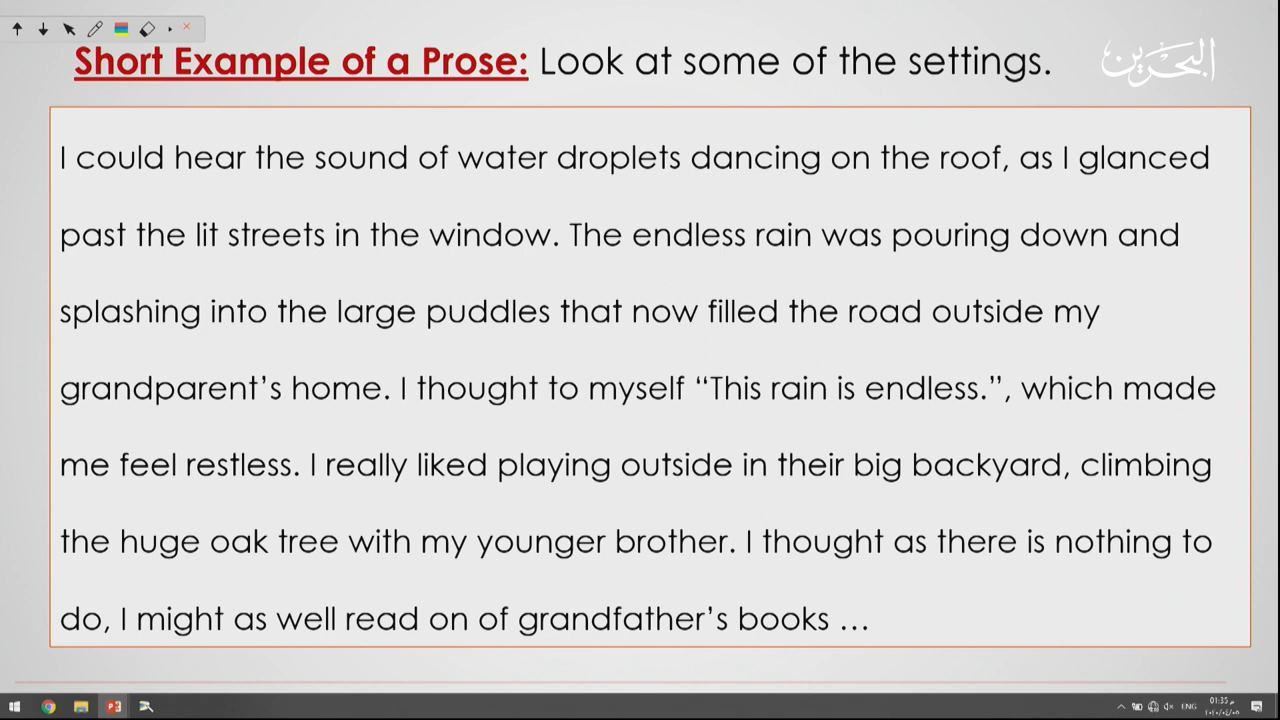 Short Example of a Prose: Look at some of the settings.
البحرين
I could hear the sound of water droplets dancing on the roof, as I glanced
past the lit streets in the window. The endless rain was pouring down and
splashing into the large puddles that now filled the road outside my
grandparent’s home. I thought to myself “This rain is endless.”, which made
me feel restless. I really liked playing outside in their big backyard, climbing
the huge oak tree with my younger brother. I thought as there is nothing to
do, I might as well read on of grandfather’s books …
ENG
01:35 م